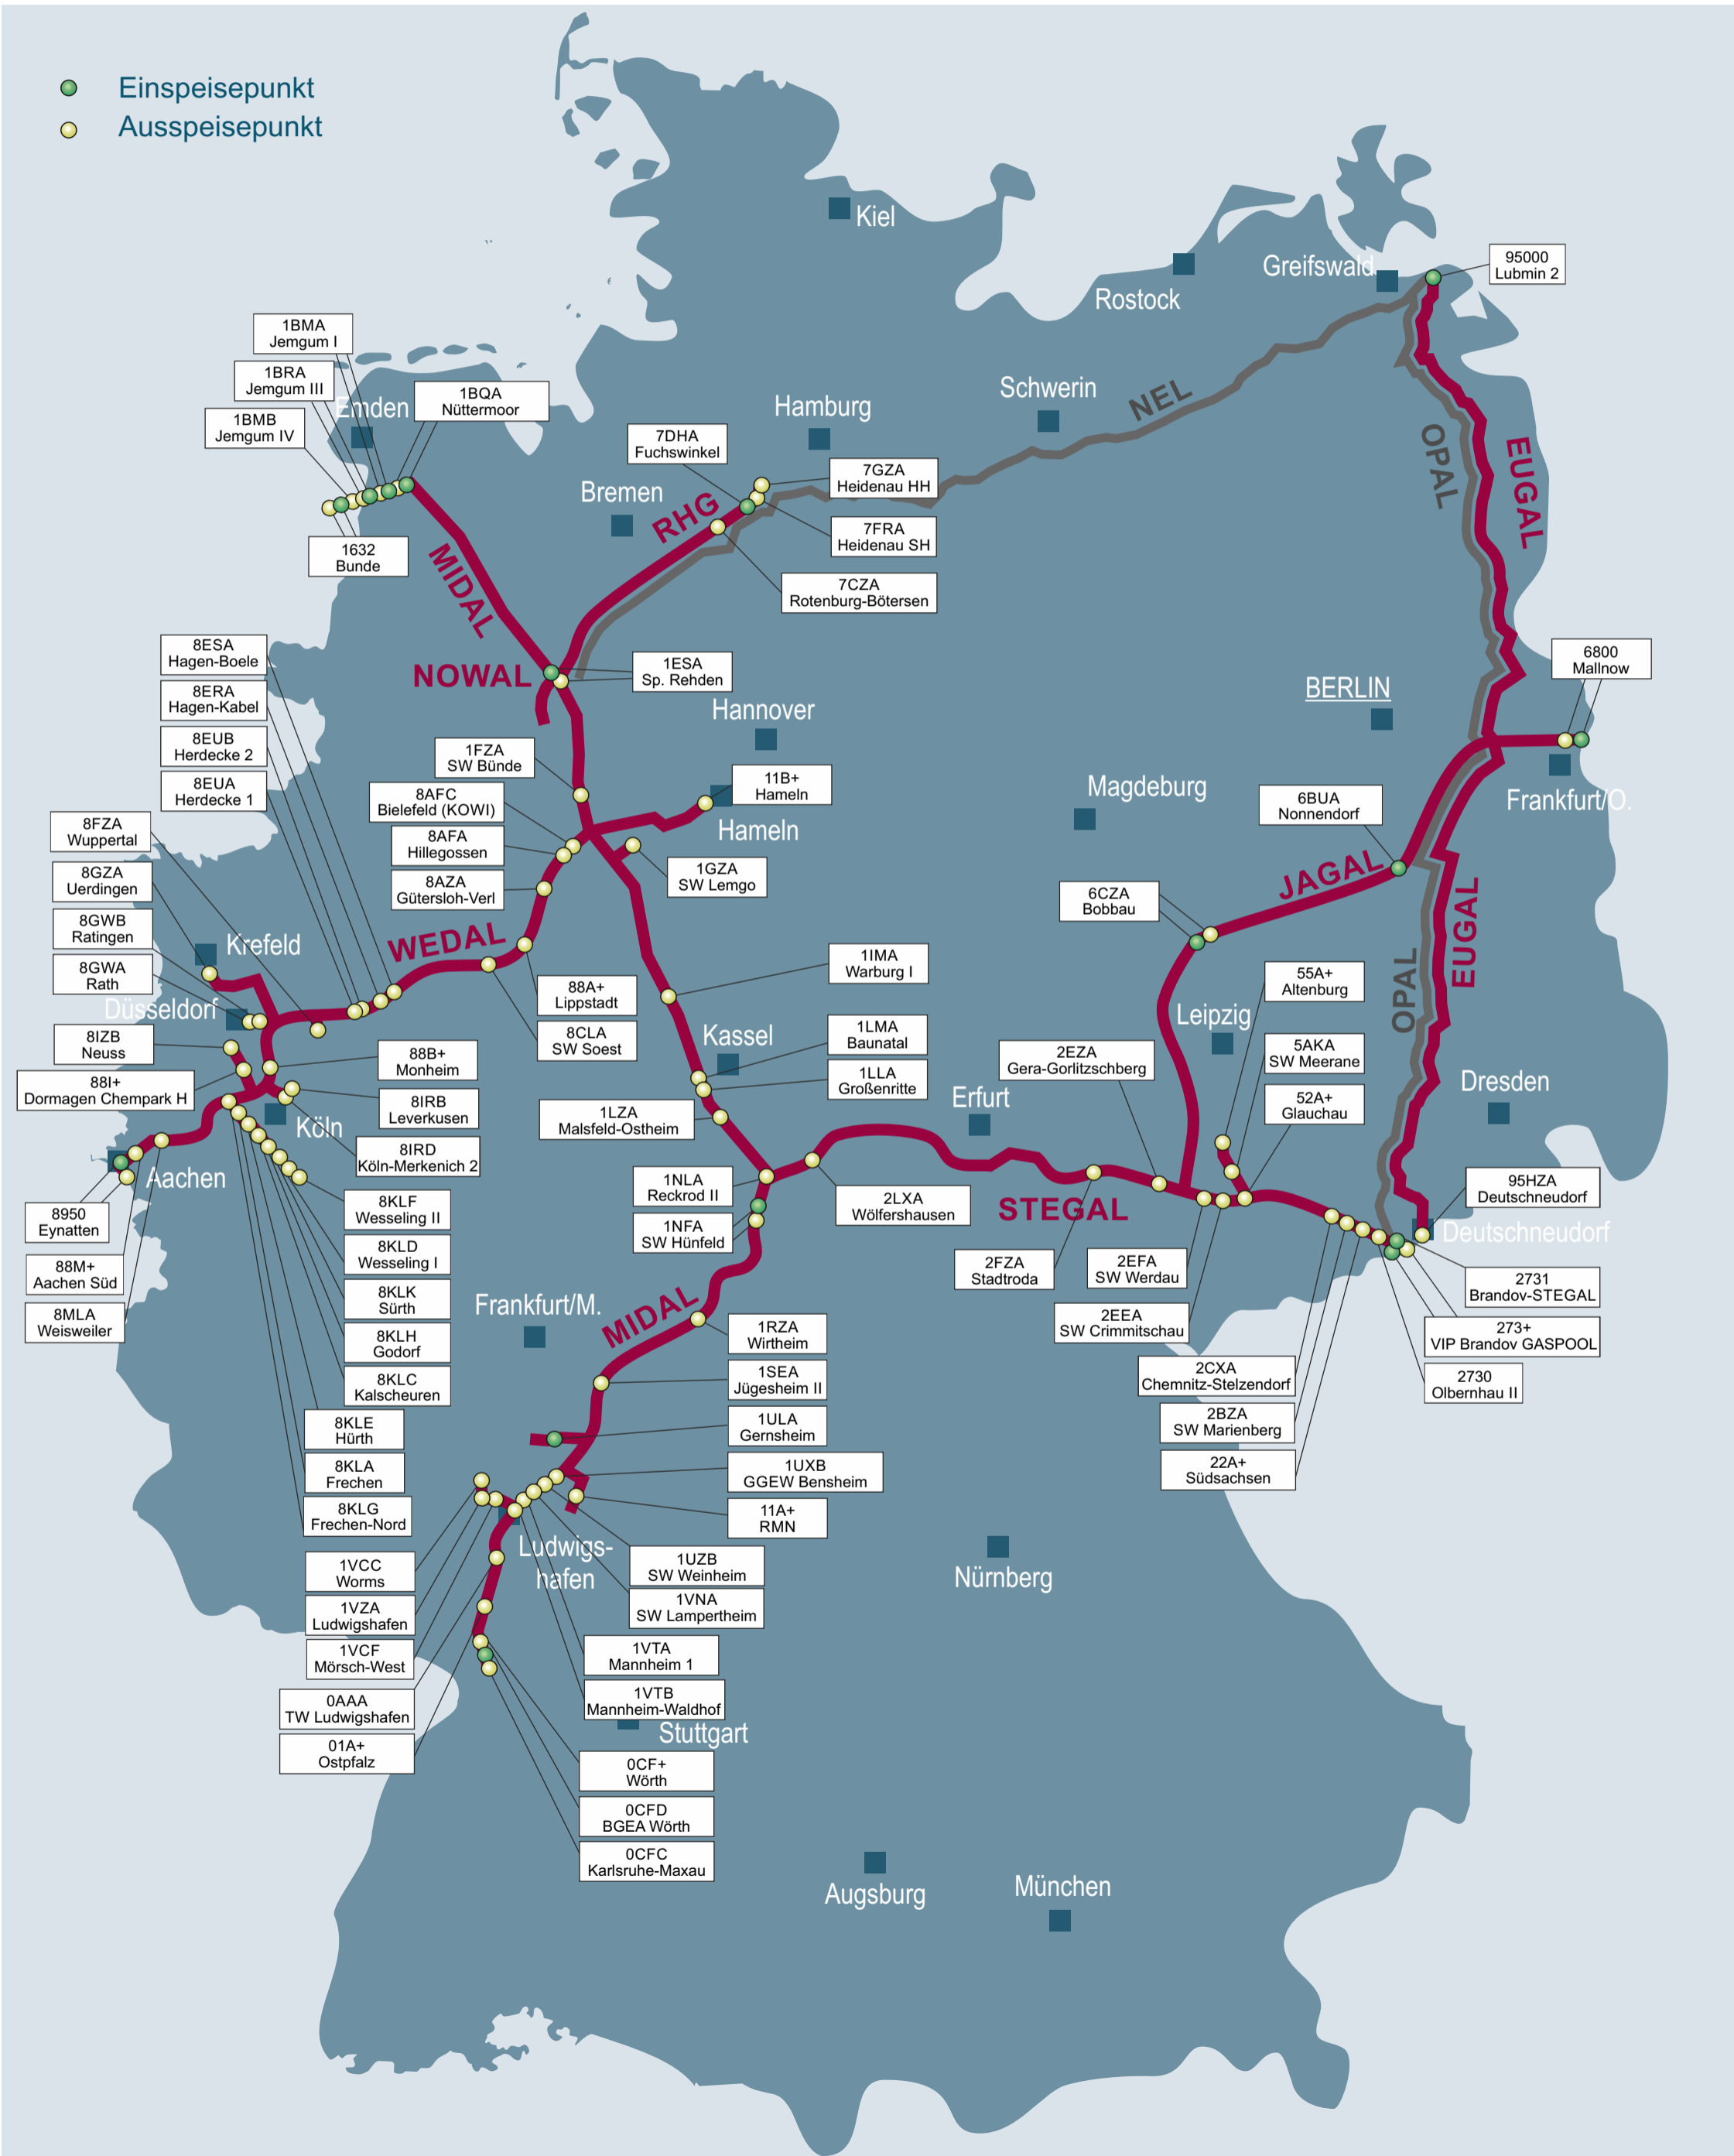 Einspeisepunkt
Ausspeisepunkt
Kiel
Rostock
Greifswald
95000
Lubmin 2
1BMA
Jemgum I
1BRA
Jemgum III
1BMB
Jemgum IV
Emden
1BQA
Nüttermoor
1632
Bunde
Hamburg
Schwerin
NEL
7DHA
Fuchswinkel
Bremen
RHG
7GZA
Heidenau HH
7FRA
Heidenau SH
7CZA
Rotenburg-Bötersen
OPAL
EUGAL
MIDAL
NOWAL
1ESA
Sp. Rehden
Hannover
BERLIN
6800
Mallnow
Frankfurt/O.
8ESA
Hagen-Boele
8ERA
Hagen-Kabel
8EUB
Herdecke 2
8EUA
Herdecke 1
8FZA
Wuppertal
8GZA
Uerdingen
8GWB
Ratingen
8GWA
Rath
8IZB
Neuss
88I+
Dormagen Chempark H
1FZA
SW Bünde
8AFC
Bielefeld (KOWI)
8AFA
Hillegossen
8AZA
Gütersloh-Verl
11B+
Hameln
Hameln
1GZA
SW Lemgo
Magdeburg
6BUA
Nonnendorf
JAGAL
6CZA
Bobbau
EUGAL
OPAL
Krefeld
WEDAL
Düsseldorf
88A+
Lippstadt
8CLA
SW Soest
1IMA
Warburg I
Kassel
1LMA
Baunatal
1LLA
Großenritte
1LZA
Malsfeld-Ostheim
Leipzig
55A+
Altenburg
5AKA
SW Meerane
52A+
Glauchau
2EZA
Gera-Gorlitzschberg
Erfurt
Dresden
88B+
Monheim
8IRB
Leverkusen
8IRD
Köln-Merkenich 2
Köln
Aachen
8950
Eynatten
88M+
Aachen Süd
8MLA
Weisweiler
8KLF
Wesseling II
8KLD
Wesseling I
8KLK
Sürth
8KLH
Godorf
8KLC
Kalscheuren
8KLE
Hürth
8KLA
Frechen
8KLG
Frechen-Nord
1NLA
Reckrod II
1NFA
SW Hünfeld
2LXA
Wölfershausen
STEGAL
2FZA
Stadtroda
2EFA
SW Werdau
2EEA
SW Crimmitschau
95HZA
Deutschneudorf
Deutschneudorf
2731
Brandov-STEGAL
273+
VIP Brandov GASPOOL
2730
Olbernhau II
2CXA
Chemnitz-Stelzendorf
2BZA
SW Marienberg
22A+
Südsachsen
Frankfurt/M.
MIDAL
1RZA
Wirtheim
1SEA
Jügesheim II
1ULA
Gernsheim
1UXB
GGEW Bensheim
11A+
RMN
Ludwigs-
hafen
1UZB
SW Weinheim
1VNA
SW Lampertheim
1VTA
Mannheim 1
1VTB
Mannheim-Waldhof
1VCC
Worms
1VZA
Ludwigshafen
1VCF
Mörsch-West
0AAA
TW Ludwigshafen
01A+
Ostpfalz
Nürnberg
Stuttgart
0CF+
Wörth
0CFD
BGEA Wörth
0CFC
Karlsruhe-Maxau
Augsburg
München